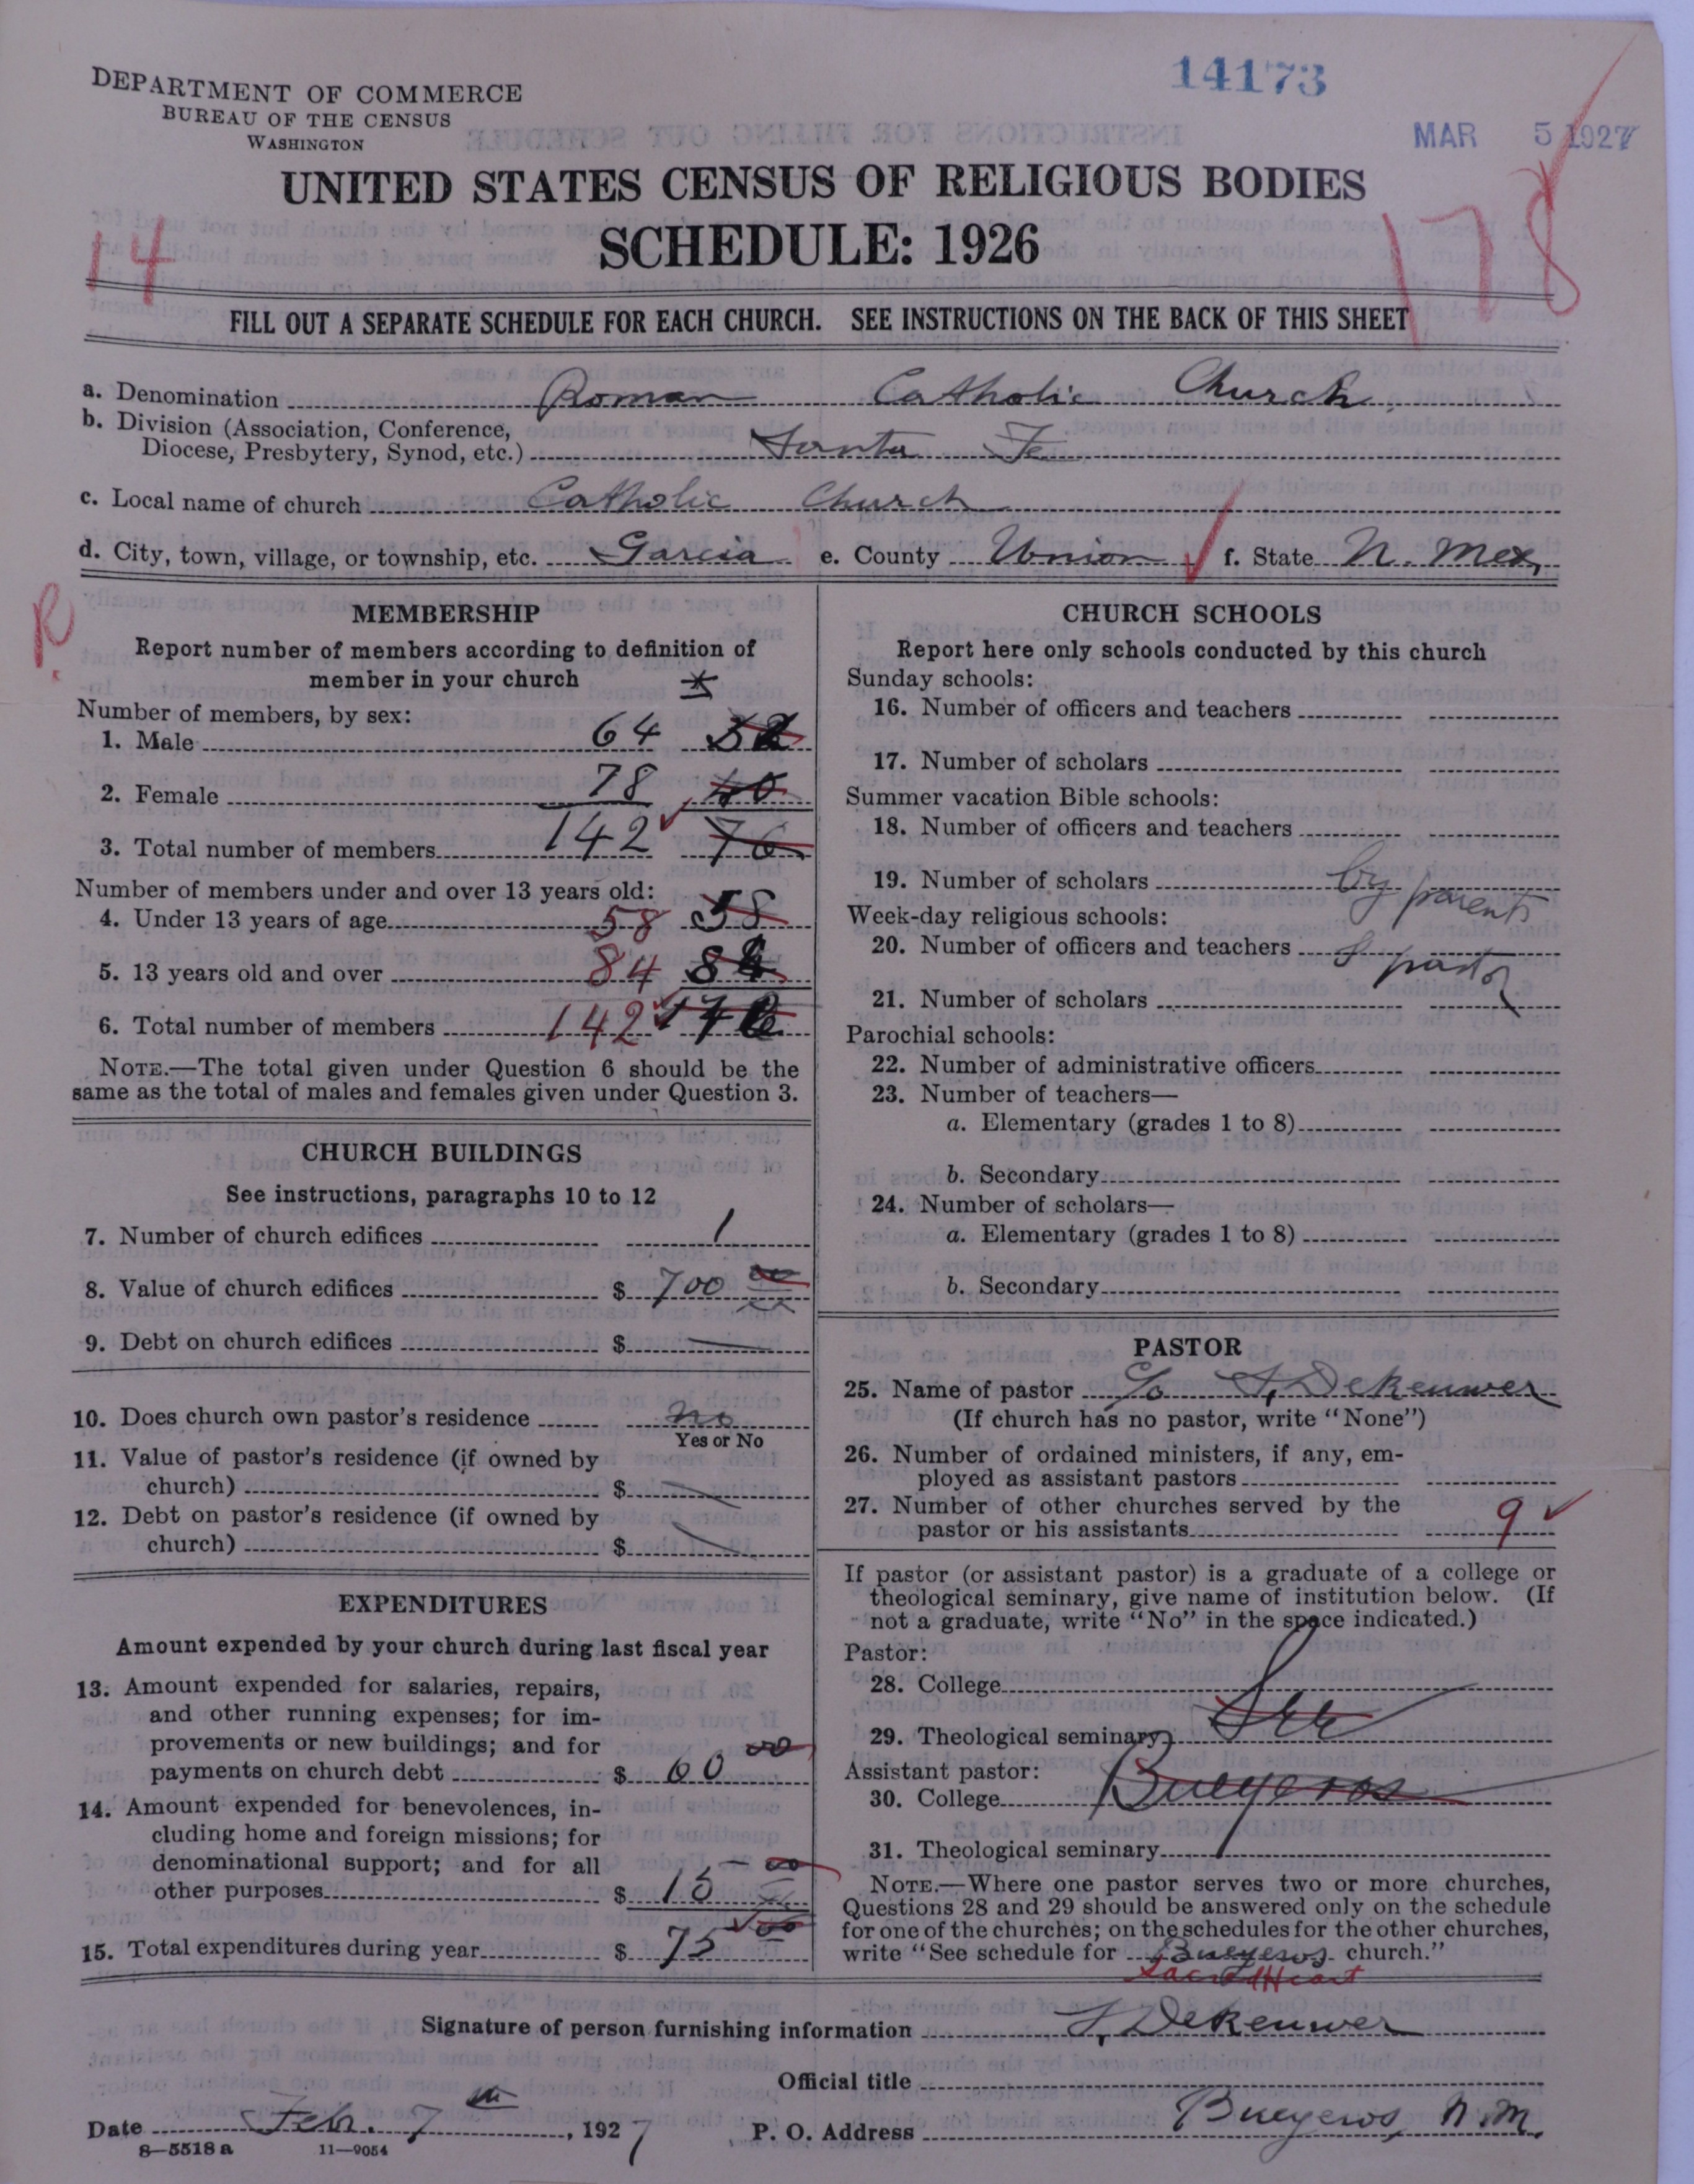 DEPARTMENT OF COMMERCE
BUREAU OF THE CENSUS
WASHINGTON
14173
MAR 5 1927
UNITED STATES CENSUS OF RELIGIOUS BODIES
SCHEDULE: 1926
14
178
FILL OUT A SEPARATE SCHEDULE FOR EACH CHURCH. SEE INSTRUCTIONS ON THE BACK OF THIS SHEET
a. Denomination Roman Catholic Church
b. Division (Association, Conference,
Diocese, Presbytery, Synod, etc.) Santa Fe
c. Local name of church Catholic Church
d. City, town, village, or township, etc. Garcia e. County Union f. State N. Mex.
R
MEMBERSHIP
Report number of members according to definition of
member in your church
Number of members, by sex:
1. Male 64
2. Female 78 40
3. Total number of members 142 76
Number of members under and over 13 years old:
4. Under 13 years of age 58 58
5. 13 years old and over 84 84
6. Total number of members 142
NOTE.—The total given under Question 6 should be the
same as the total of males and females given under Question 3.
CHURCH BUILDINGS
See instructions, paragraphs 10 to 12
7. Number of church edifices 1
8. Value of church edifices $ 700 00
9. Debt on church edifices $ —
10. Does church own pastor's residence no
Yes or No
11. Value of pastor's residence (if owned by
church) $
12. Debt on pastor's residence (if owned by
church) $
EXPENDITURES
Amount expended by your church during last fiscal year
13. Amount expended for salaries, repairs,
and other running expenses; for im-
provements or new buildings; and for
payments on church debt $ 60 00
14. Amount expended for benevolences, in-
cluding home and foreign missions; for
denominational support; and for all
other purposes $ 15 00
15. Total expenditures during year $ 75 00
CHURCH SCHOOLS
Report here only schools conducted by this church
Sunday schools:
16. Number of officers and teachers
17. Number of scholars
Summer vacation Bible schools:
18. Number of officers and teachers
19. Number of scholars by parents
Week-day religious schools:
20. Number of officers and teachers & pastor
21. Number of scholars
Parochial schools:
22. Number of administrative officers
23. Number of teachers—
a. Elementary (grades 1 to 8)
b. Secondary
24. Number of scholars—
a. Elementary (grades 1 to 8)
b. Secondary
PASTOR
25. Name of pastor c/o F. Dekeuwer
(If church has no pastor, write "None")
26. Number of ordained ministers, if any, em-
ployed as assistant pastors
27. Number of other churches served by the
pastor or his assistants 9
If pastor (or assistant pastor) is a graduate of a college or
theological seminary, give name of institution below. (If
not a graduate, write "No" in the space indicated.)
Pastor:
28. College
29. Theological seminary See
Assistant pastor:
30. College Bueyeros
31. Theological seminary
NOTE.—Where one pastor serves two or more churches,
Questions 28 and 29 should be answered only on the schedule
for one of the churches; on the schedules for the other churches,
write "See schedule for Bueyeros church."
Sacred Heart
Signature of person furnishing information F. Dekeuwer
Official title
Date Febr. 7th, 1927 P. O. Address Bueyeros N.M.
8—5518 a 11—9054